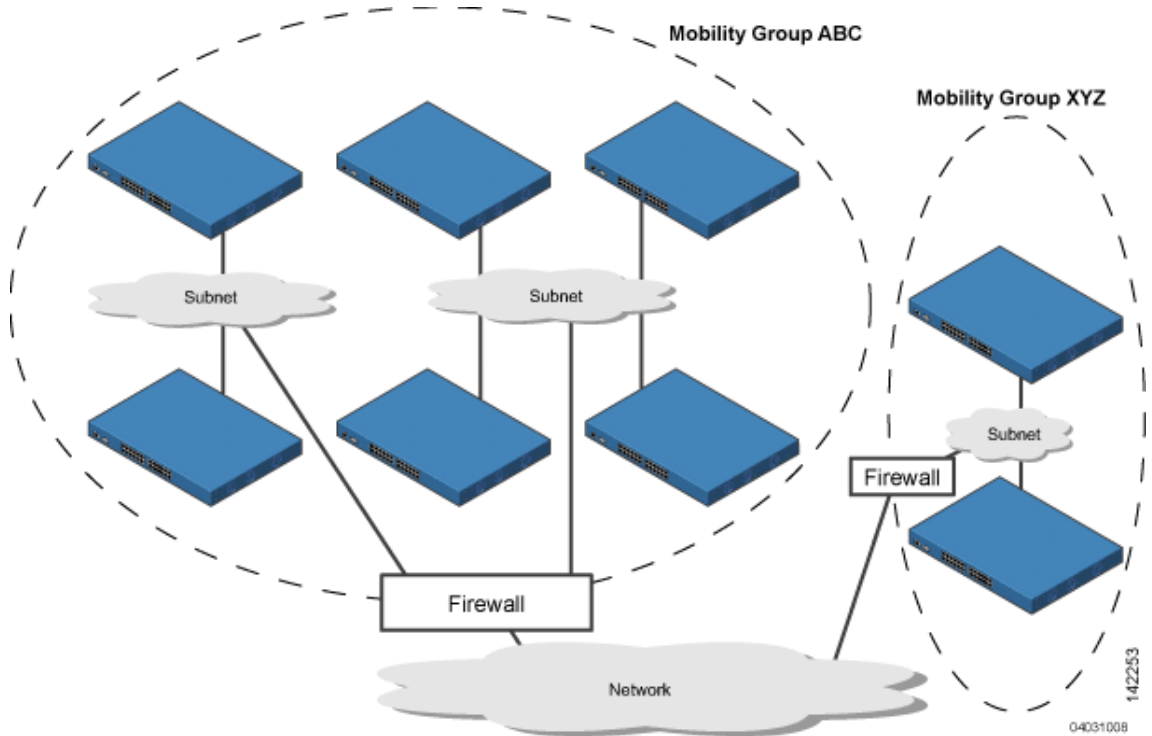 Mobility Group ABC
Mobility Group XYZ
Subnet
Subnet
Subnet
Firewall
Firewall
Network
142253
04031008